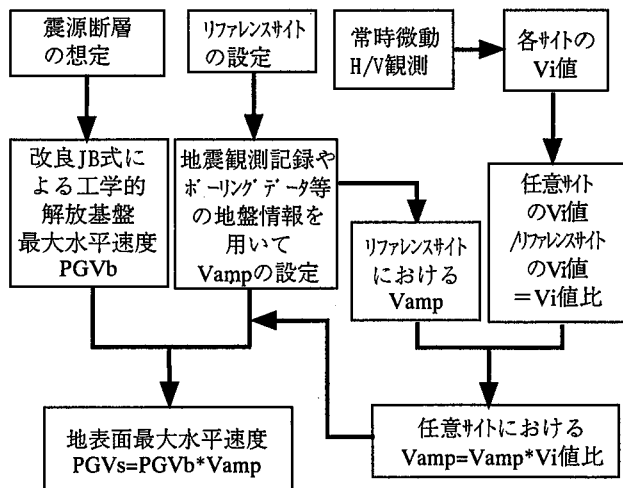 震源断層
の想定
リファレンスサイト
の設定
常時微動
H/V観測
各サイトの
Vi値
改良JB式に
よる工学的
解放基盤
最大水平速度
PGVb
地震観測記録や
ボーリングデータ等
の地盤情報を
用いて
Vampの設定
リファレンスサイト
における
Vamp
任意サイト
のVi値
/リファレンスサイト
のVi値
＝Vi値比
地表面最大水平速度
PGVs=PGVb*Vamp
任意サイトにおける
Vamp=Vamp*Vi値比